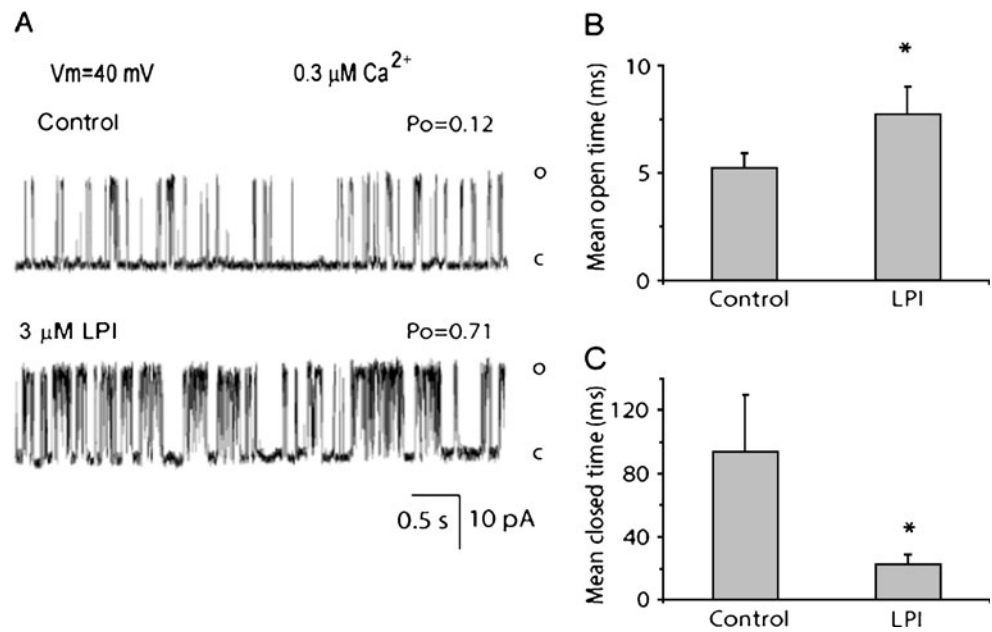 A
Vm=40 mV 0.3 µM Ca²⁺
Control Po=0.12
o
c
3 µM LPI Po=0.71
o
c
0.5 s 10 pA
B
Mean open time (ms)
10
5
0
*
Control LPI
C
Mean closed time (ms)
120
80
40
0
*
Control LPI